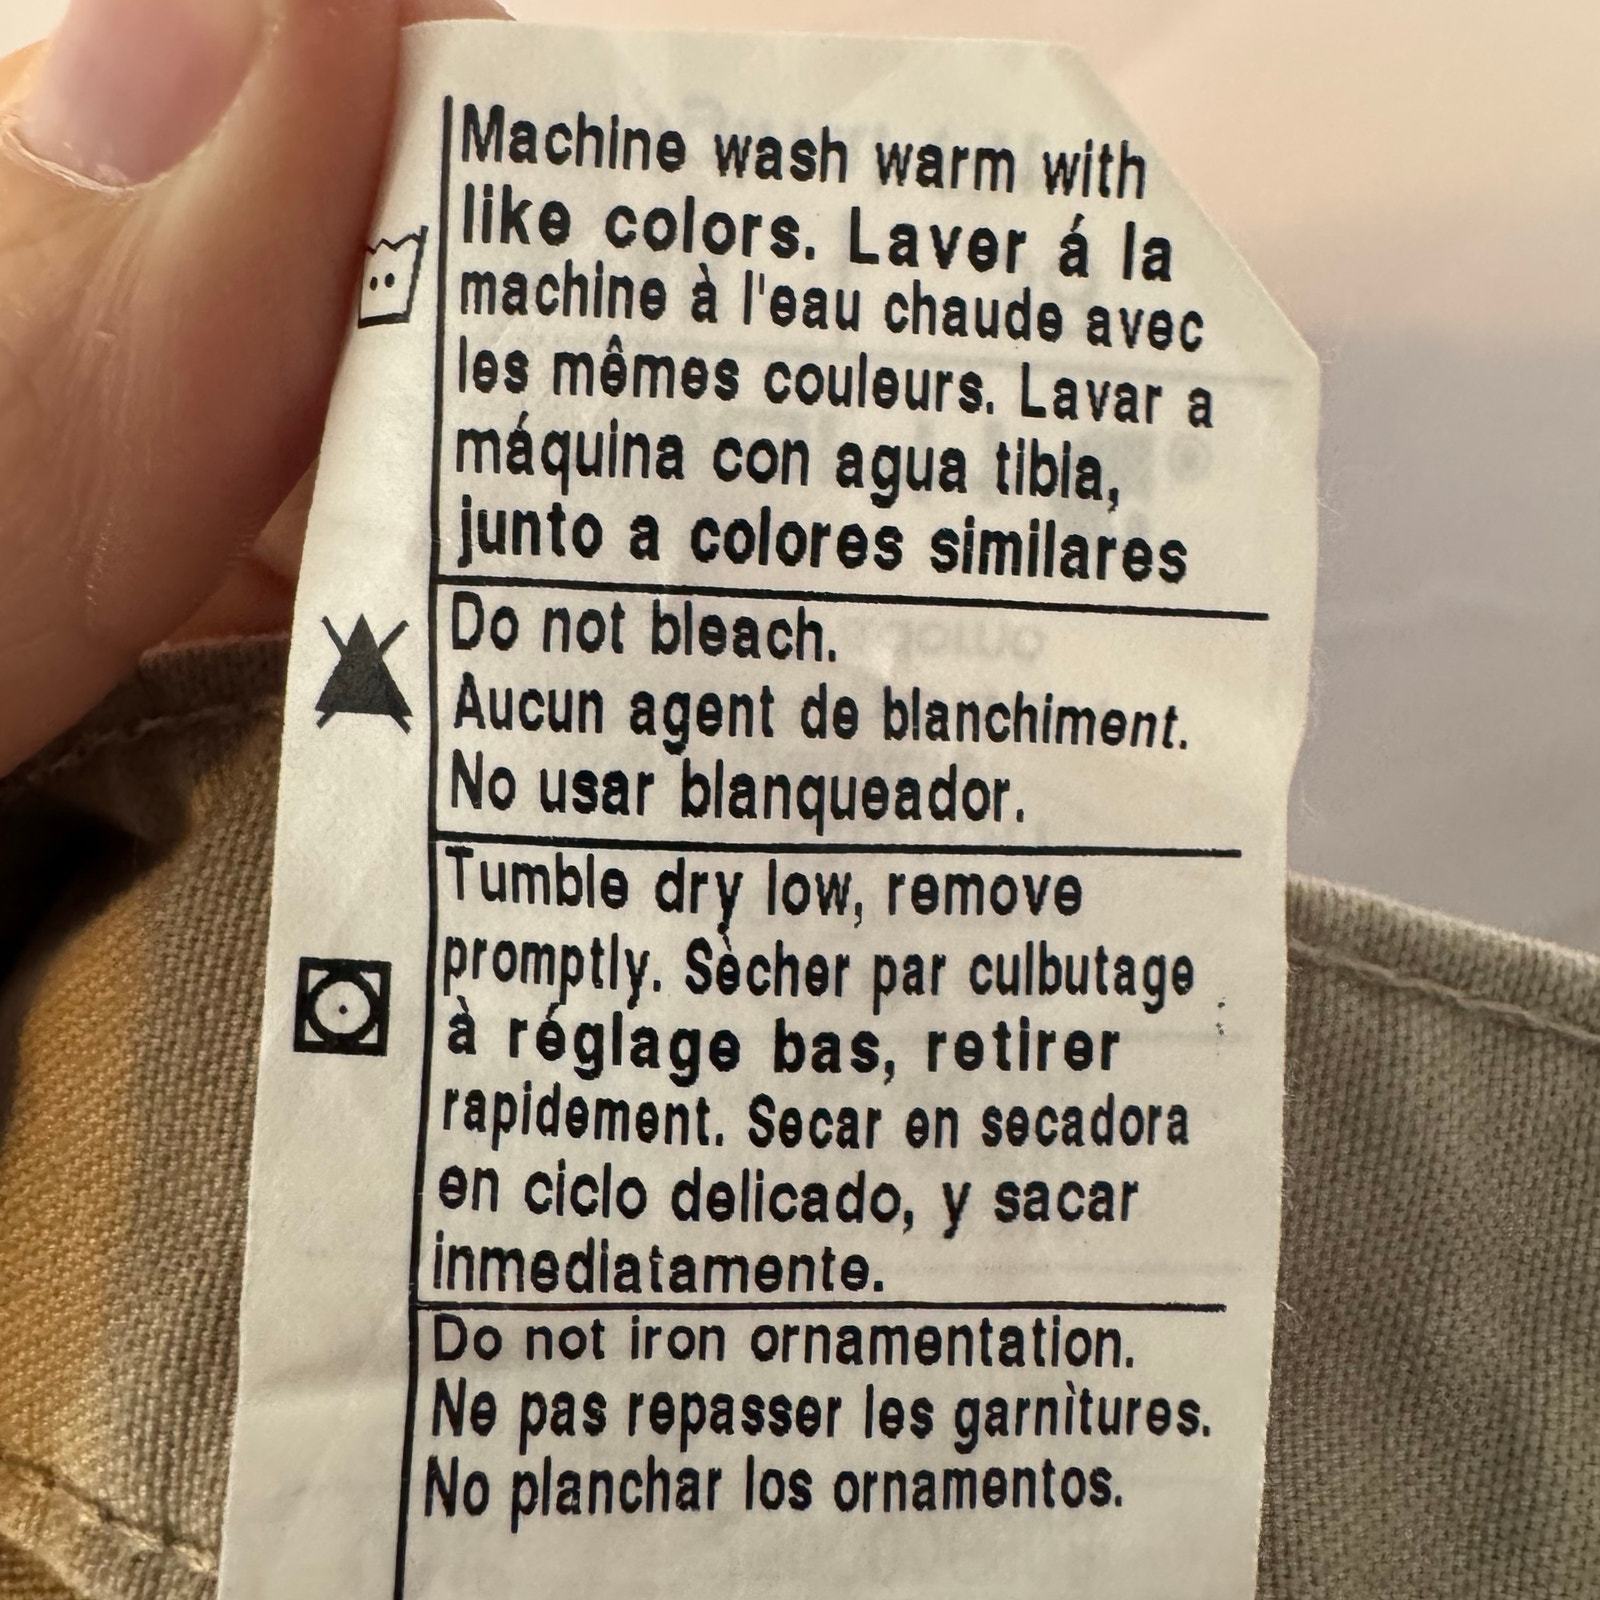 Machine wash warm with
like colors. Laver á la
machine à l'eau chaude avec
les mêmes couleurs. Lavar a
máquina con agua tibia,
junto a colores similares
Do not bleach.
Aucun agent de blanchiment.
No usar blanqueador.
Tumble dry low, remove
promptly. Sècher par culbutage
à réglage bas, retirer
rapidement. Secar en secadora
en ciclo delicado, y sacar
inmediatamente.
Do not iron ornamentation.
Ne pas repasser les garnìtures.
No planchar los ornamentos.